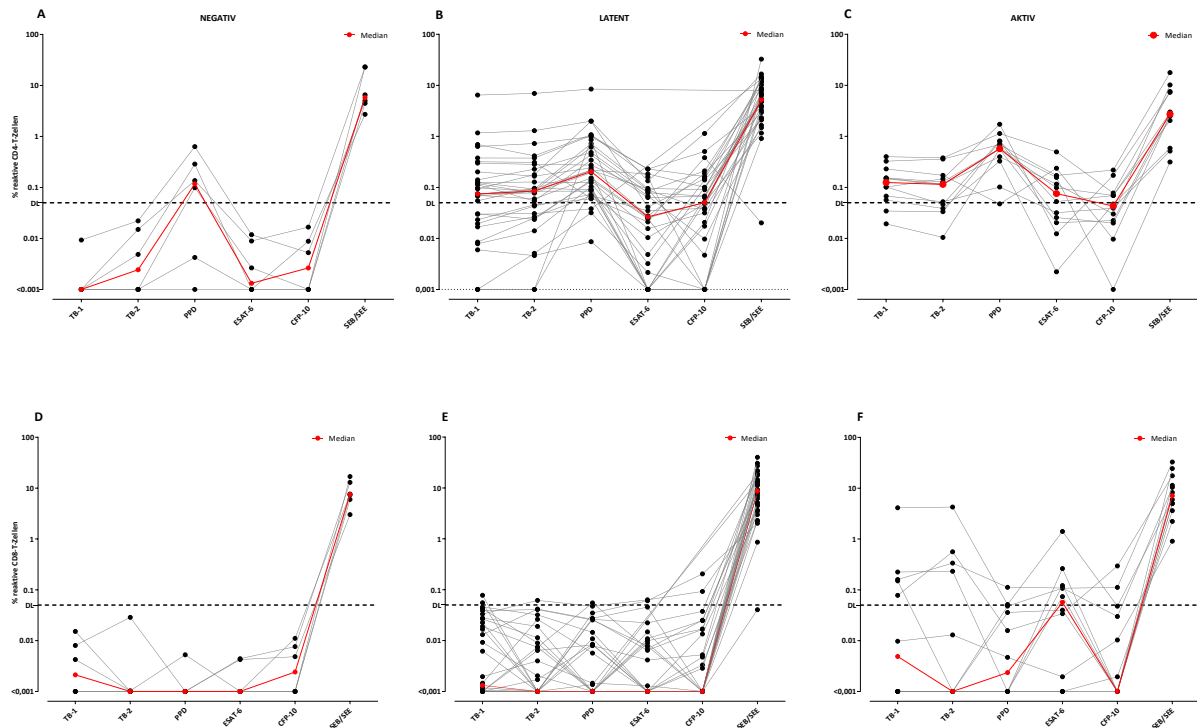 A
NEGATIV
Median
% reaktive CD4-T-Zellen
100
10
1
0.1
DL
0.01
<0.001
TB-1
TB-2
PPD
ESAT-6
CFP-10
SEB/SEE
B
LATENT
Median
100
10
1
0.1
DL
0.01
0,001
TB-1
TB-2
PPD
ESAT-6
CFP-10
SEB/SEE
C
AKTIV
Median
100
10
1
0.1
DL
0.01
<0.001
TB-1
TB-2
PPD
ESAT-6
CFP-10
SEB/SEE
D
Median
% reaktive CD8-T-Zellen
100
10
1
0.1
DL
0.01
<0,001
TB-1
TB-2
PPD
ESAT-6
CFP-10
SEB/SEE
E
Median
100
10
1
0.1
DL
0.01
<0,001
TB-1
TB-2
PPD
ESAT-6
CFP-10
SEB/SEE
F
Median
100
10
1
0.1
DL
0.01
<0,001
TB-1
TB-2
PPD
ESAT-6
CFP-10
SEB/SEE